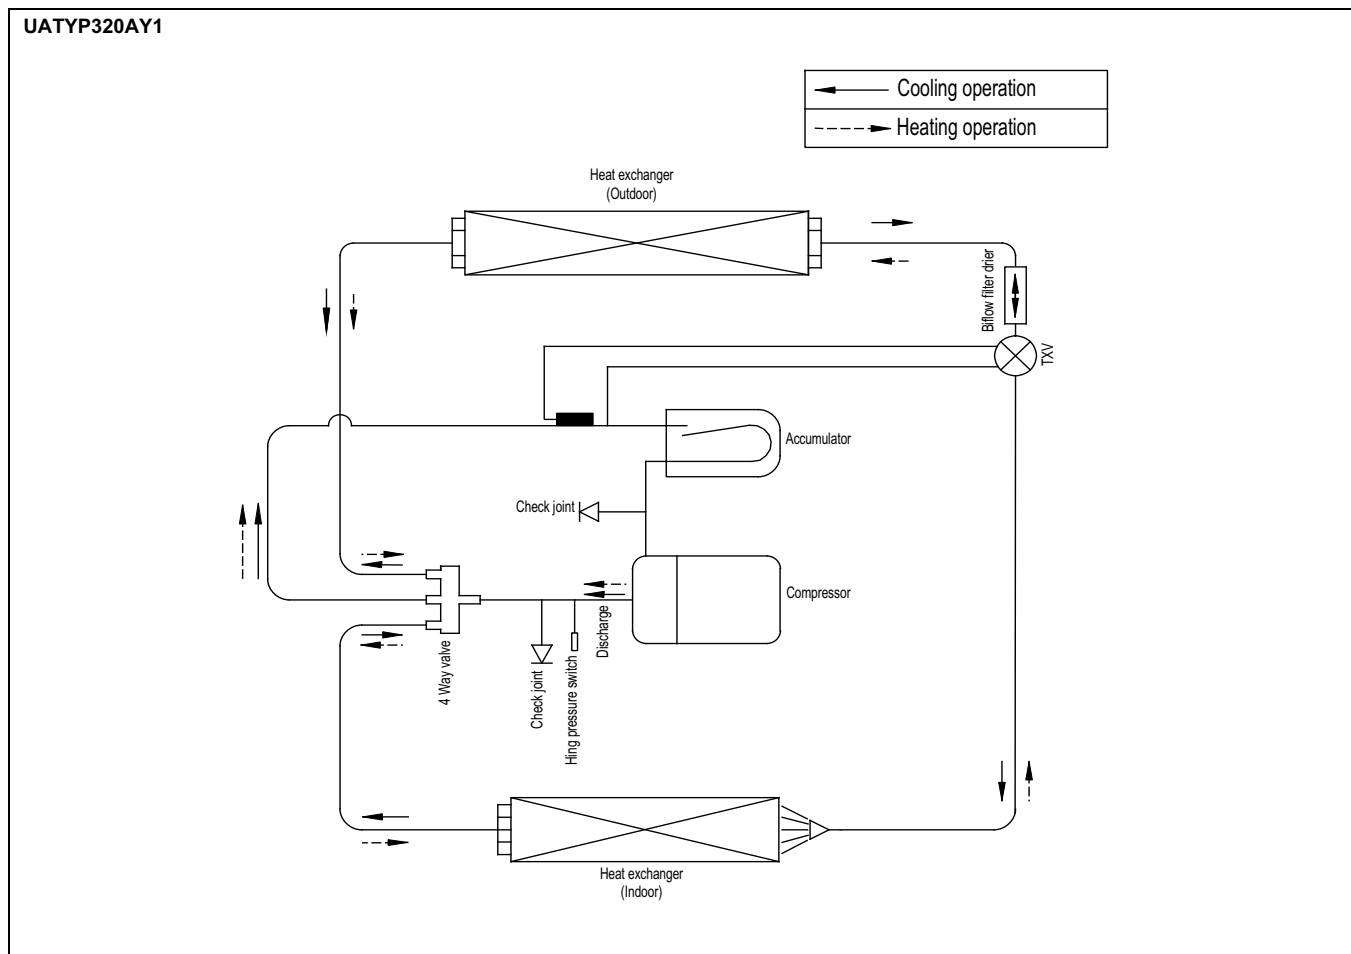 UATYP320AY1
Cooling operation
Heating operation
Heat exchanger
(Outdoor)
Biflow filter drier
TXV
Accumulator
Check joint
Compressor
Discharge
4 Way valve
Check joint
Hing pressure switch
Heat exchanger
(Indoor)